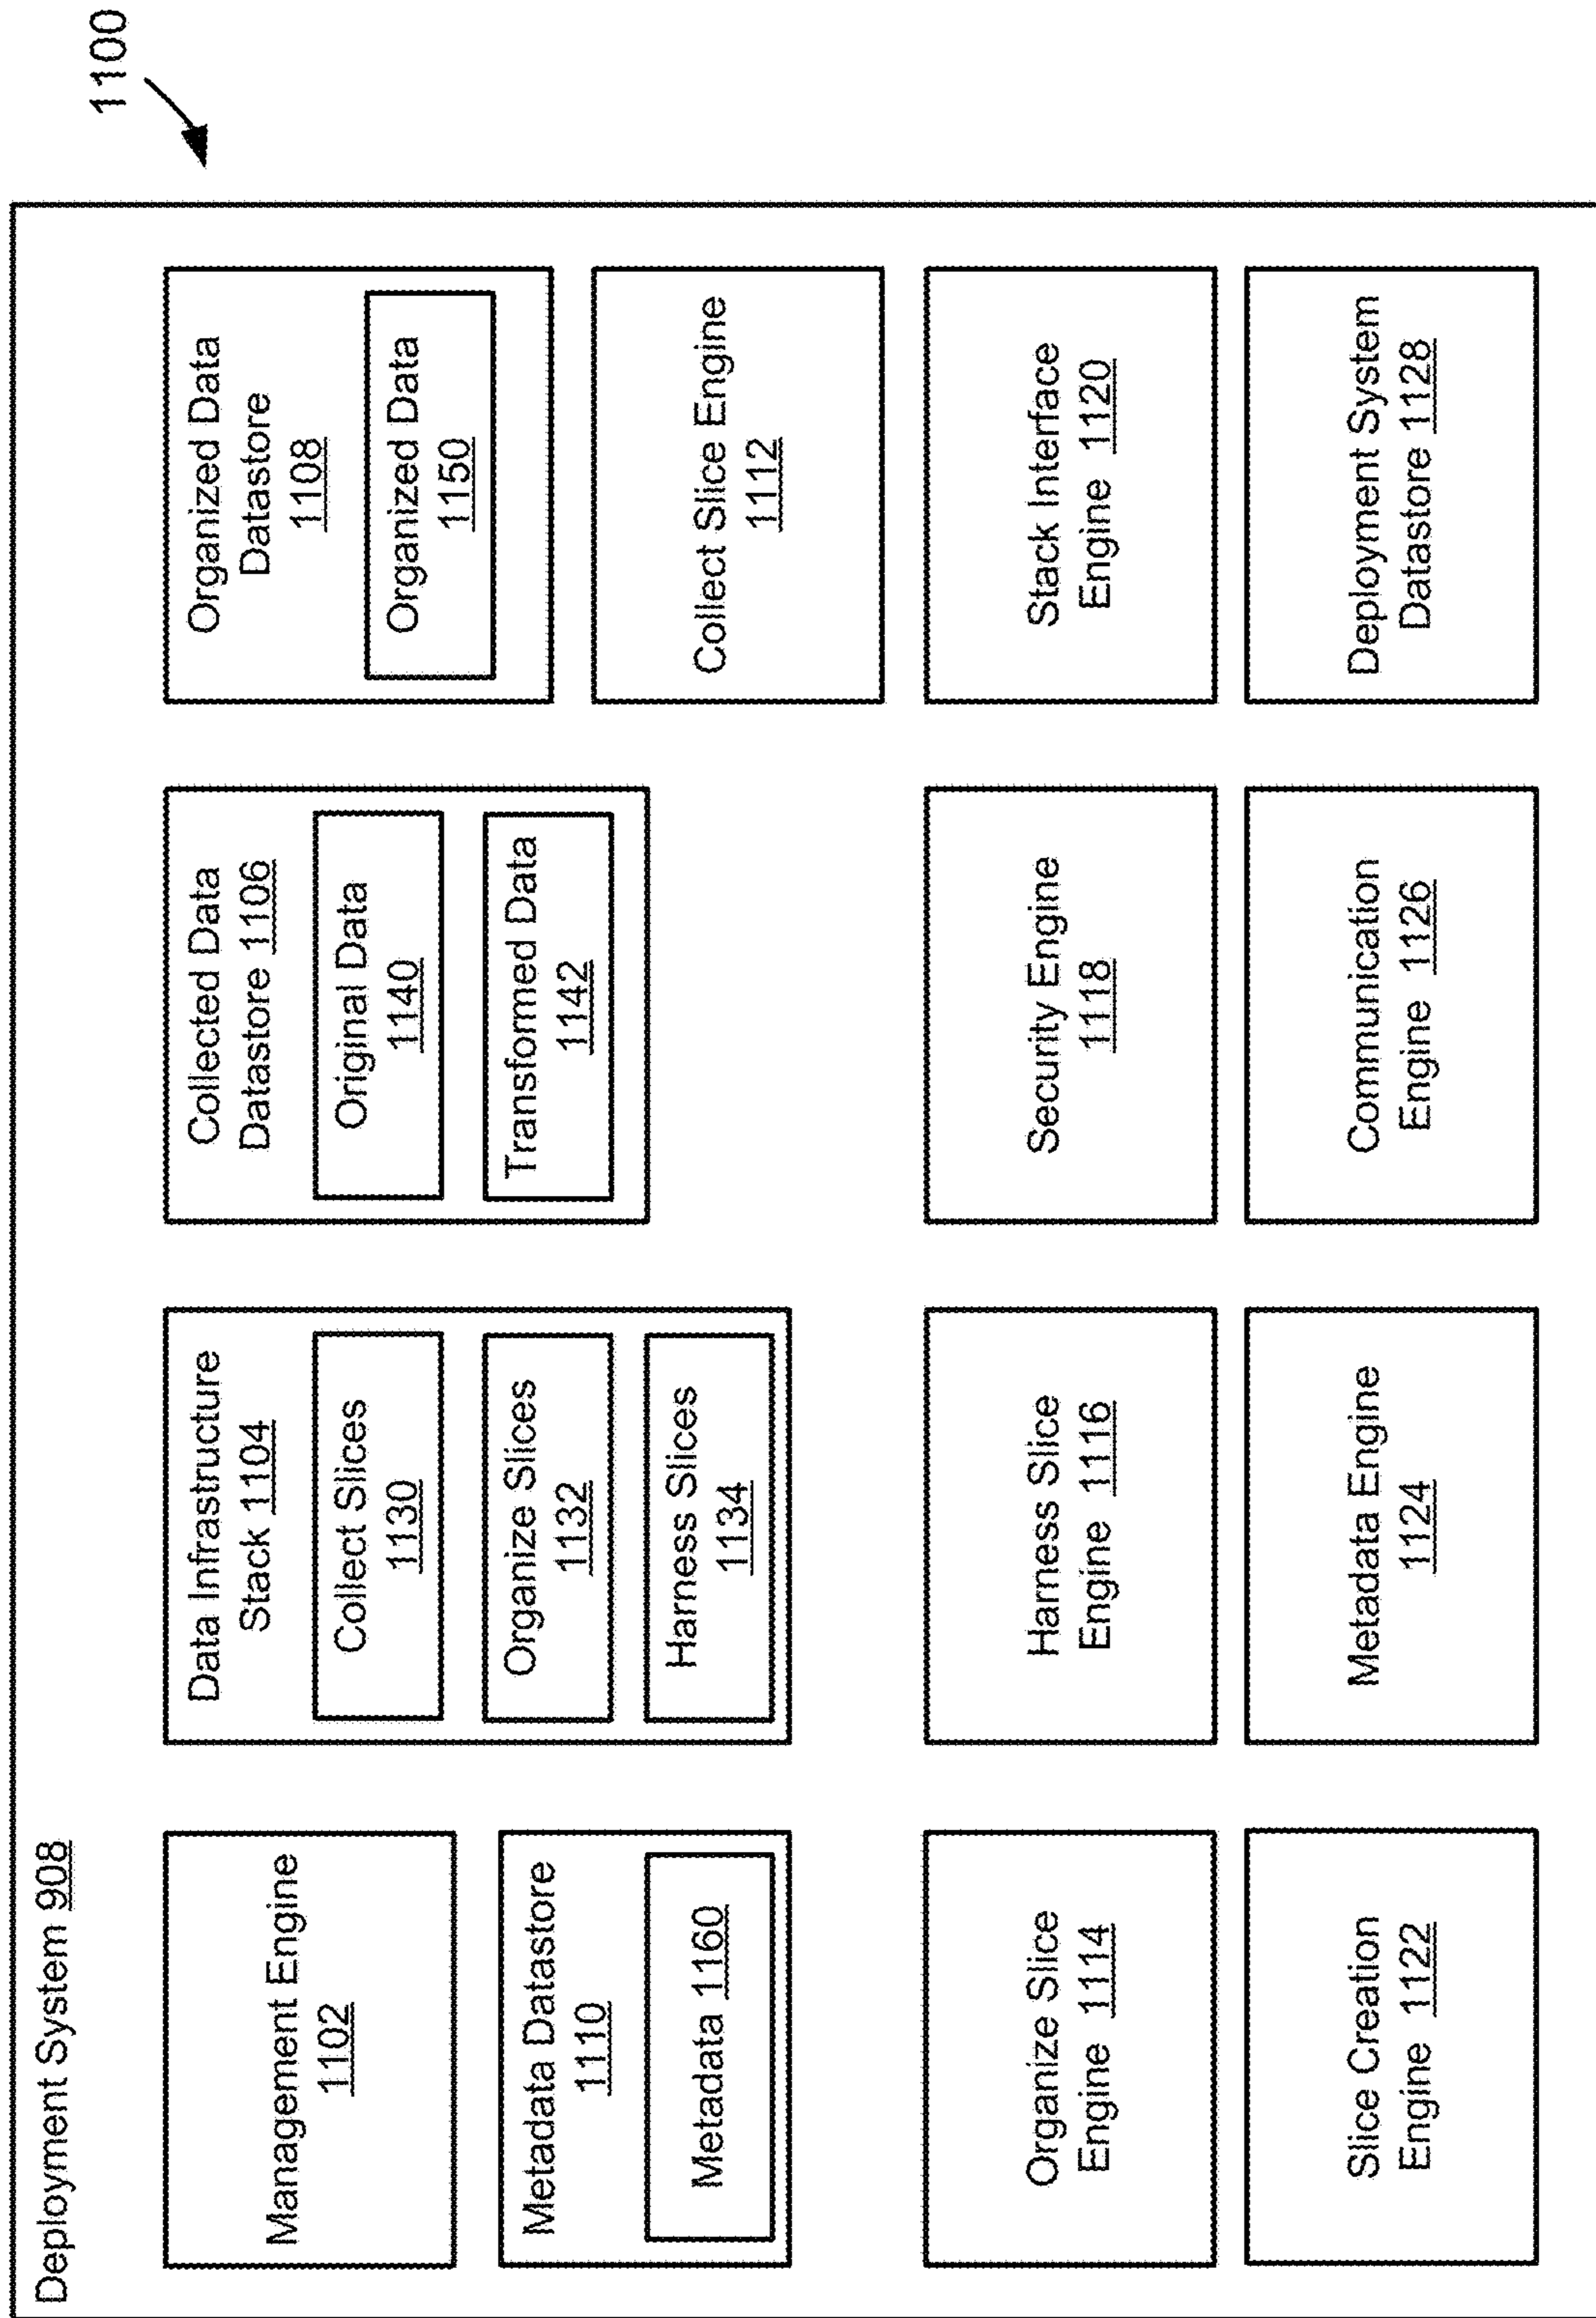 1100
Deployment System 908
Management Engine
1102
Metadata Datastore
1110
Metadata 1160
Data Infrastructure
Stack 1104
Collect Slices
1130
Organize Slices
1132
Harness Slices
1134
Collected Data
Datastore 1106
Original Data
1140
Transformed Data
1142
Organized Data
Datastore
1108
Organized Data
1150
Collect Slice Engine
1112
Organize Slice
Engine 1114
Harness Slice
Engine 1116
Security Engine
1118
Stack Interface
Engine 1120
Slice Creation
Engine 1122
Metadata Engine
1124
Communication
Engine 1126
Deployment System
Datastore 1128